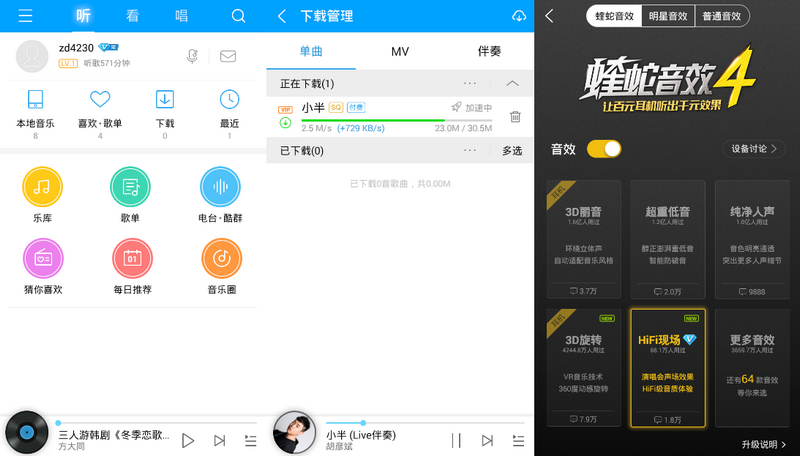 听
看
唱
zd4230
LV.1
听歌571分钟
本地音乐
8
喜欢·歌单
4
下载
0
最近
1
乐库
歌单
电台·酷群
猜你喜欢
01
每日推荐
音乐圈
三人游韩剧《冬季恋歌...
方大同
下载管理
单曲
MV
伴奏
正在下载(1)
VIP
小半
SQ
付费
加速中
2.5 M/s
(+729 KB/s)
23.0M / 30.5M
已下载(0)
多选
已下载0首歌曲，共0.00M
小半 (Live伴奏)
胡彦斌
蝰蛇音效
明星音效
普通音效
蝰蛇音效4
让百元耳机听出千元效果
音效
设备讨论
耳机
3D丽音
1.8亿人用过
环绕立体声
自动适配音乐风格
3.7万
超重低音
1.2亿人用过
醇正澎湃重低音
智能防破音
2.0万
纯净人声
1.0亿人用过
音色明亮通透
突出更多人声细节
9888
耳机
NEW
3D旋转
4244.8万人用过
VR音乐技术
360度动感旋转
7.9万
NEW
HiFi现场
68.1万人用过
演唱会声场效果
HiFi极音质体验
1.8万
更多音效
3659.7万人用过
还有64款音效
等你来选
升级说明